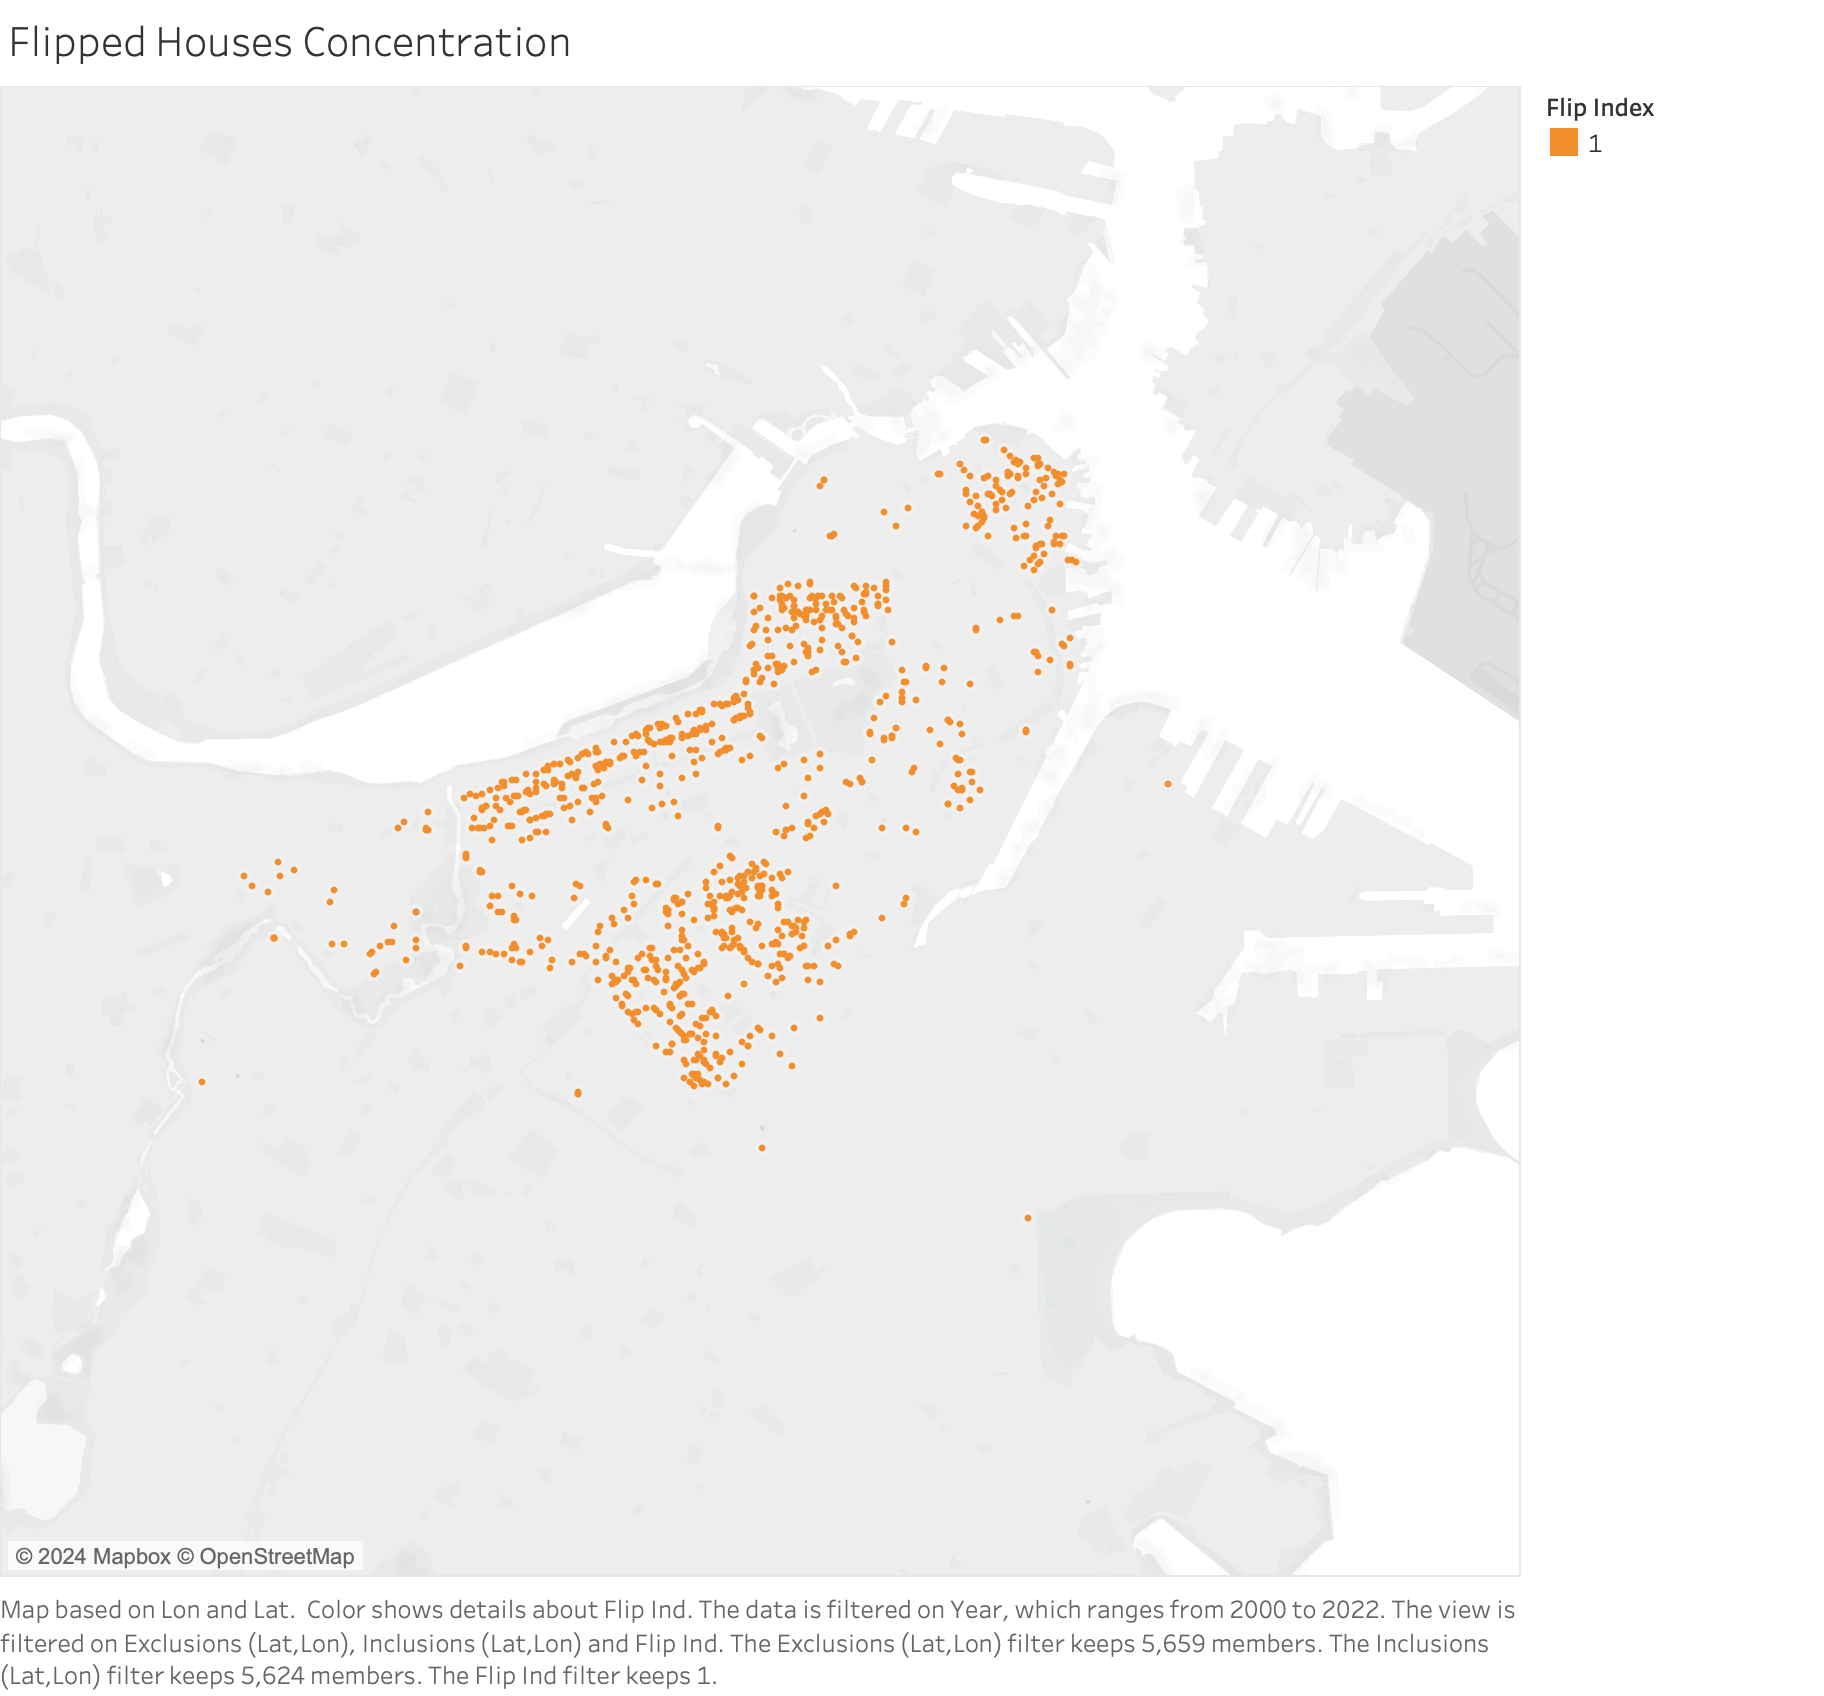 Flipped Houses Concentration
Flip Index
1
© 2024 Mapbox © OpenStreetMap
Map based on Lon and Lat.  Color shows details about Flip Ind. The data is filtered on Year, which ranges from 2000 to 2022. The view is
filtered on Exclusions (Lat,Lon), Inclusions (Lat,Lon) and Flip Ind. The Exclusions (Lat,Lon) filter keeps 5,659 members. The Inclusions
(Lat,Lon) filter keeps 5,624 members. The Flip Ind filter keeps 1.